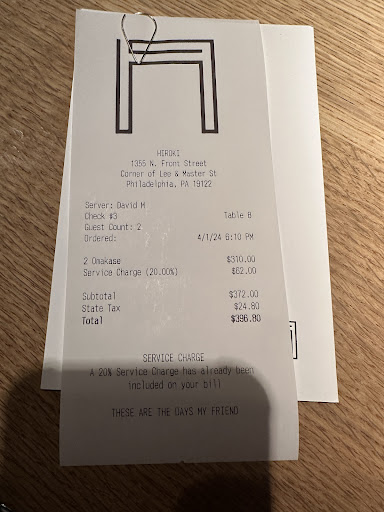 HIROKI
1355 N. Front Street
Corner of Lee & Master St
Philadelphia, PA 19122
Server: David M
Check #3 Table 8
Guest Count: 2
Ordered: 4/1/24 6:10 PM
2 Omakase $310.00
Service Charge (20.00%) $62.00
Subtotal $372.00
State Tax $24.80
Total $396.80
SERVICE CHARGE
A 20% Service Charge has already been
included on your bill
THESE ARE THE DAYS MY FRIEND